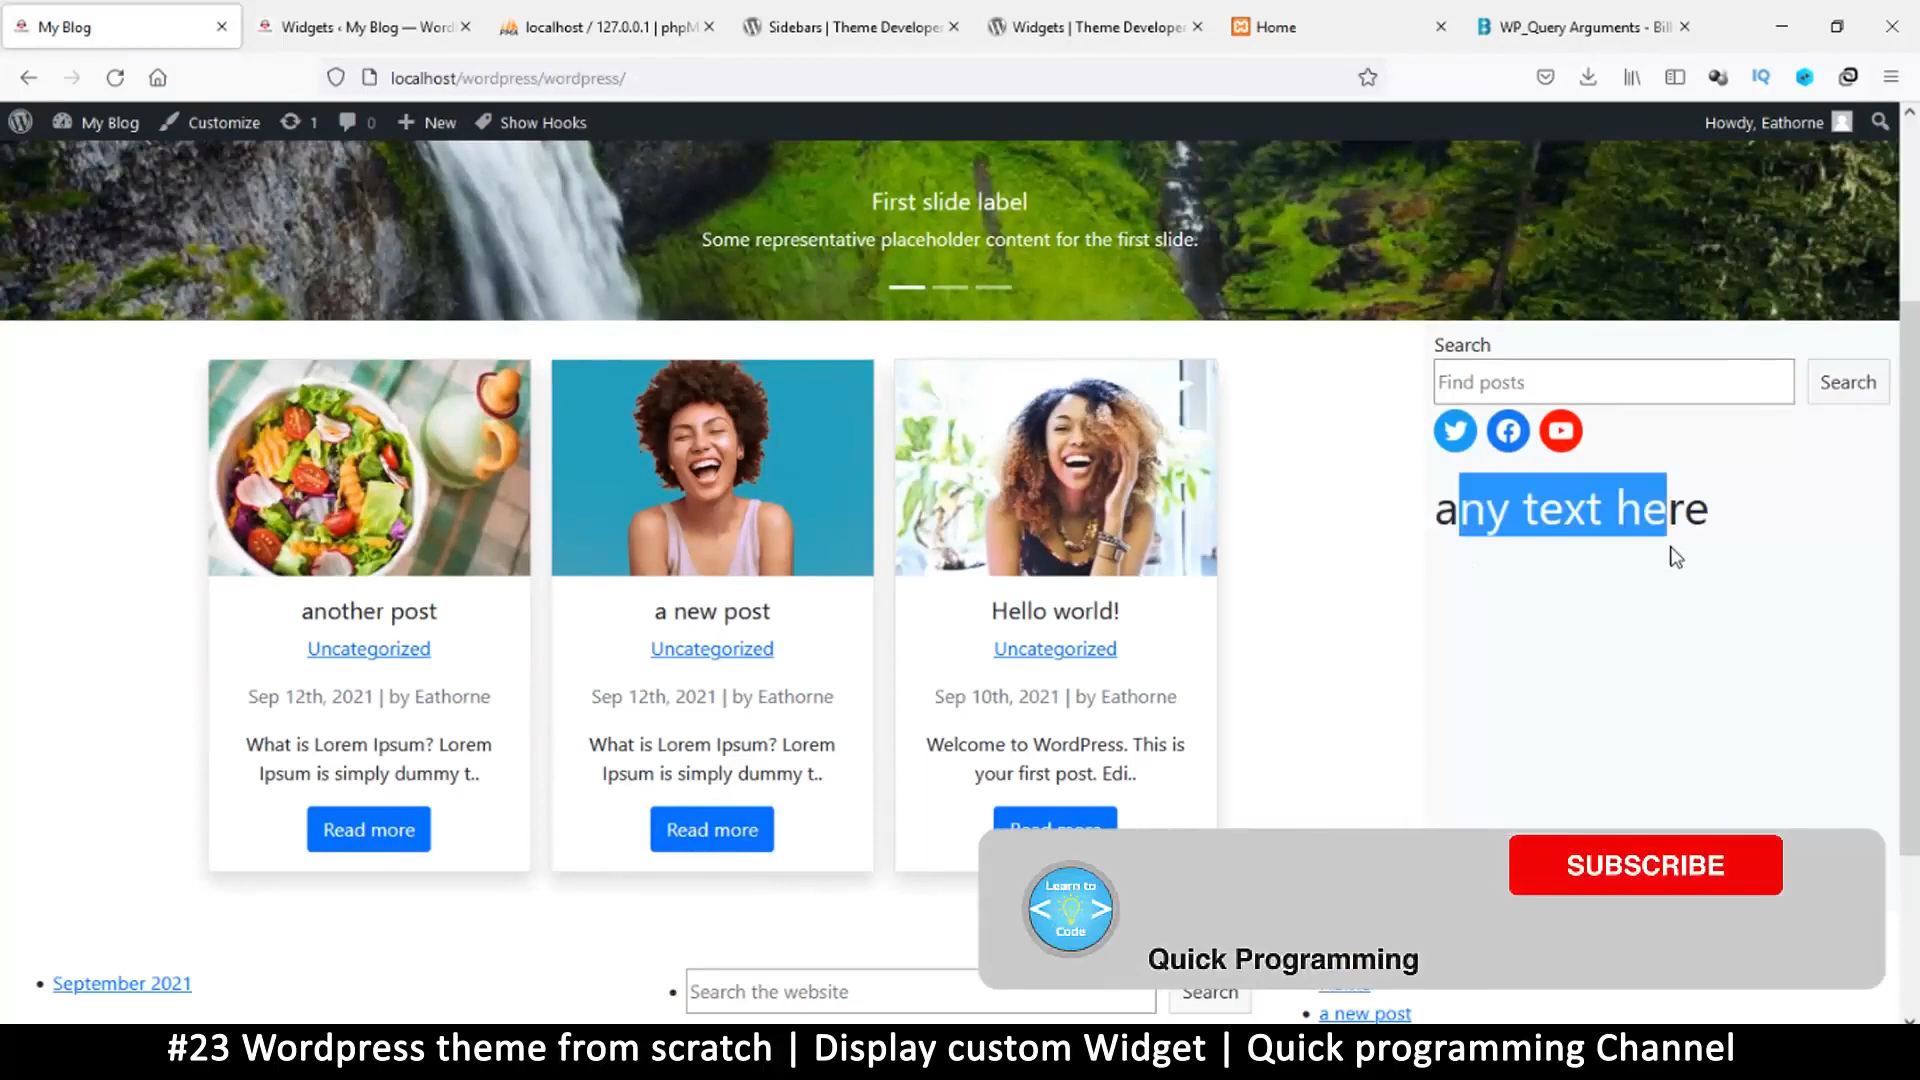 My Blog
Widgets ‹ My Blog — Word
localhost / 127.0.0.1 | phpM
Sidebars | Theme Developer
Widgets | Theme Developer
Home
WP_Query Arguments - Bill
localhost/wordpress/wordpress/
IQ
My Blog
Customize
1
0
New
Show Hooks
Howdy, Eathorne
First slide label
Some representative placeholder content for the first slide.
Search
Find posts
Search
any text here
another post
Uncategorized
Sep 12th, 2021 | by Eathorne
What is Lorem Ipsum? Lorem
Ipsum is simply dummy t..
Read more
a new post
Uncategorized
Sep 12th, 2021 | by Eathorne
What is Lorem Ipsum? Lorem
Ipsum is simply dummy t..
Read more
Hello world!
Uncategorized
Sep 10th, 2021 | by Eathorne
Welcome to WordPress. This is
your first post. Edi..
Read more
SUBSCRIBE
Learn to
Code
Quick Programming
September 2021
Search the website
Search
a new post
#23 Wordpress theme from scratch | Display custom Widget | Quick programming Channel